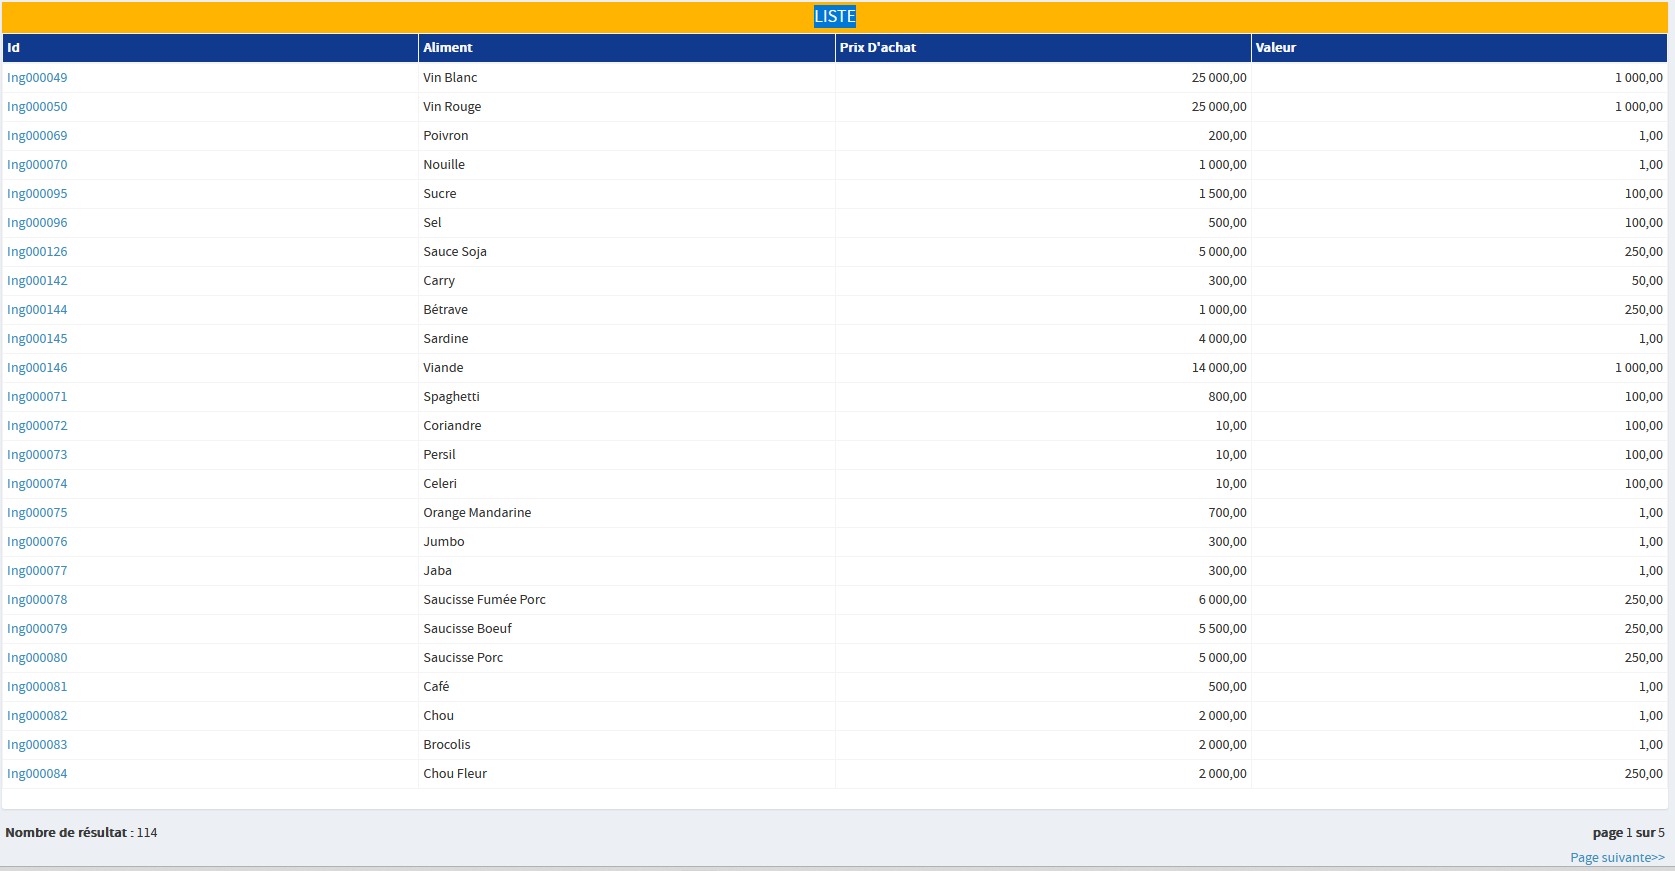 LISTE
Id Aliment Prix D'achat Valeur
Ing000049 Vin Blanc 25 000,00 1 000,00
Ing000050 Vin Rouge 25 000,00 1 000,00
Ing000069 Poivron 200,00 1,00
Ing000070 Nouille 1 000,00 1,00
Ing000095 Sucre 1 500,00 100,00
Ing000096 Sel 500,00 100,00
Ing000126 Sauce Soja 5 000,00 250,00
Ing000142 Carry 300,00 50,00
Ing000144 Bétrave 1 000,00 250,00
Ing000145 Sardine 4 000,00 1,00
Ing000146 Viande 14 000,00 1 000,00
Ing000071 Spaghetti 800,00 100,00
Ing000072 Coriandre 10,00 100,00
Ing000073 Persil 10,00 100,00
Ing000074 Celeri 10,00 100,00
Ing000075 Orange Mandarine 700,00 1,00
Ing000076 Jumbo 300,00 1,00
Ing000077 Jaba 300,00 1,00
Ing000078 Saucisse Fumée Porc 6 000,00 250,00
Ing000079 Saucisse Boeuf 5 500,00 250,00
Ing000080 Saucisse Porc 5 000,00 250,00
Ing000081 Café 500,00 1,00
Ing000082 Chou 2 000,00 1,00
Ing000083 Brocolis 2 000,00 1,00
Ing000084 Chou Fleur 2 000,00 250,00
Nombre de résultat : 114 page 1 sur 5
Page suivante>>